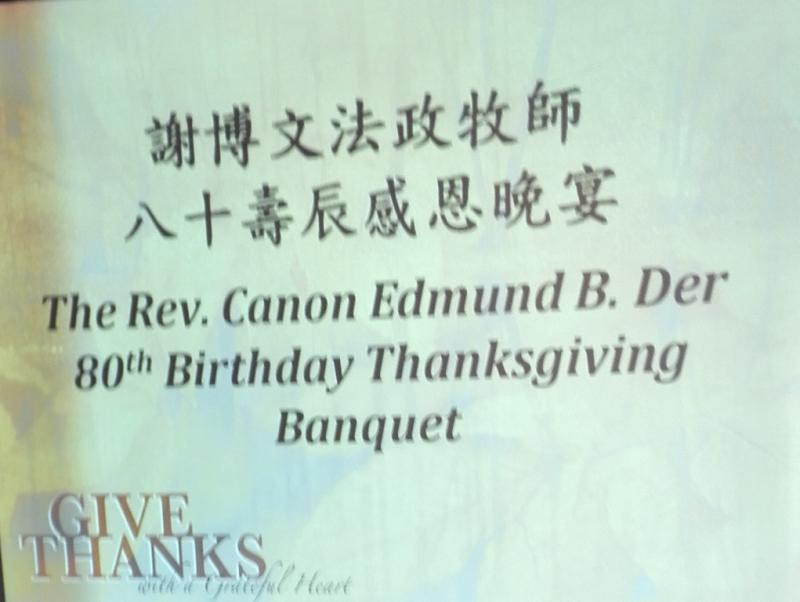 謝博文法政牧師
八十壽辰感恩晚宴
The Rev. Canon Edmund B. Der
80th Birthday Thanksgiving
Banquet
GIVE
THANKS
with a Grateful Heart